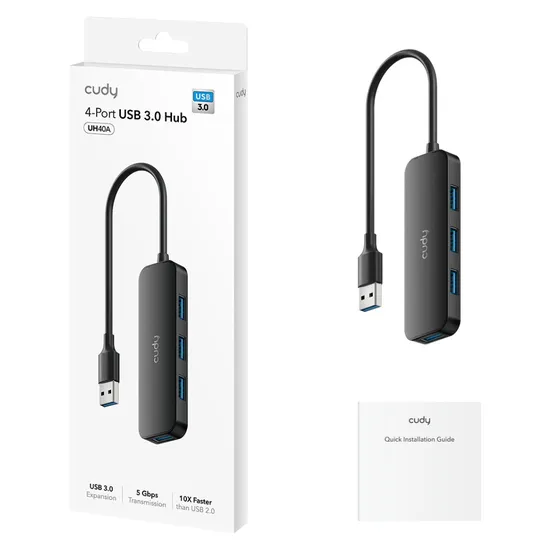 cudy
USB
3.0
4-Port USB 3.0 Hub
UH40A
cudy
USB 3.0
Expansion
5 Gbps
Transmission
10X Faster
than USB 2.0
cudy
cudy
Quick Installation Guide